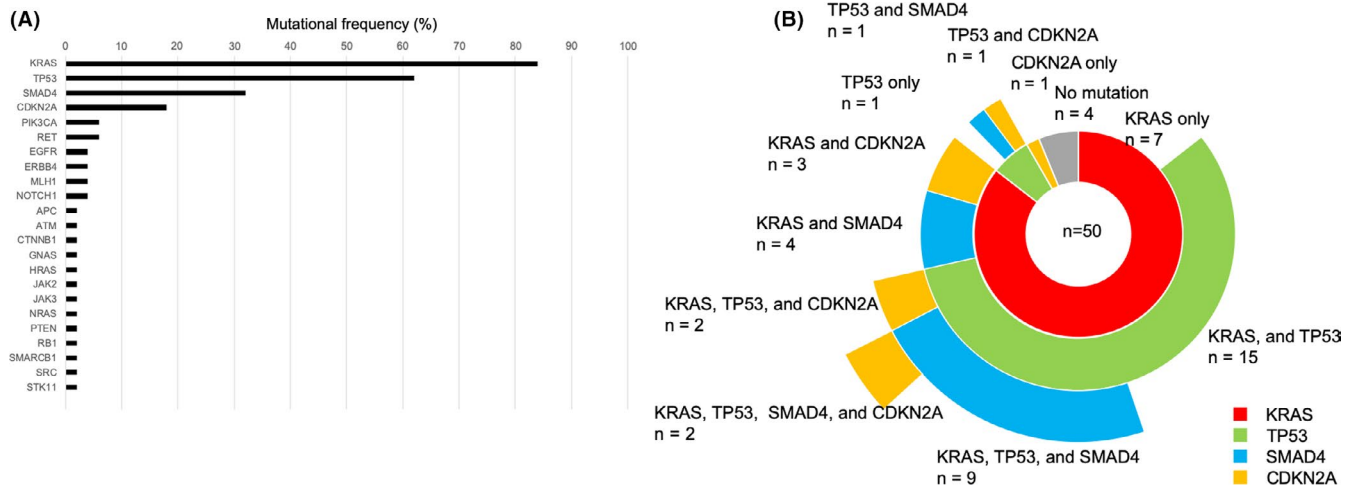 (A)
Mutational frequency (%)
0 10 20 30 40 50 60 70 80 90 100
KRAS
TP53
SMAD4
CDKN2A
PIK3CA
RET
EGFR
ERBB4
MLH1
NOTCH1
APC
ATM
CTNNB1
GNAS
HRAS
JAK2
JAK3
NRAS
PTEN
RB1
SMARCB1
SRC
STK11
(B)
TP53 and SMAD4
n = 1
TP53 and CDKN2A
n = 1
CDKN2A only
n = 1
No mutation
n = 4
KRAS only
n = 7
TP53 only
n = 1
KRAS and CDKN2A
n = 3
KRAS and SMAD4
n = 4
n=50
KRAS, TP53, and CDKN2A
n = 2
KRAS, and TP53
n = 15
KRAS, TP53, SMAD4, and CDKN2A
n = 2
KRAS, TP53, and SMAD4
n = 9
KRAS
TP53
SMAD4
CDKN2A